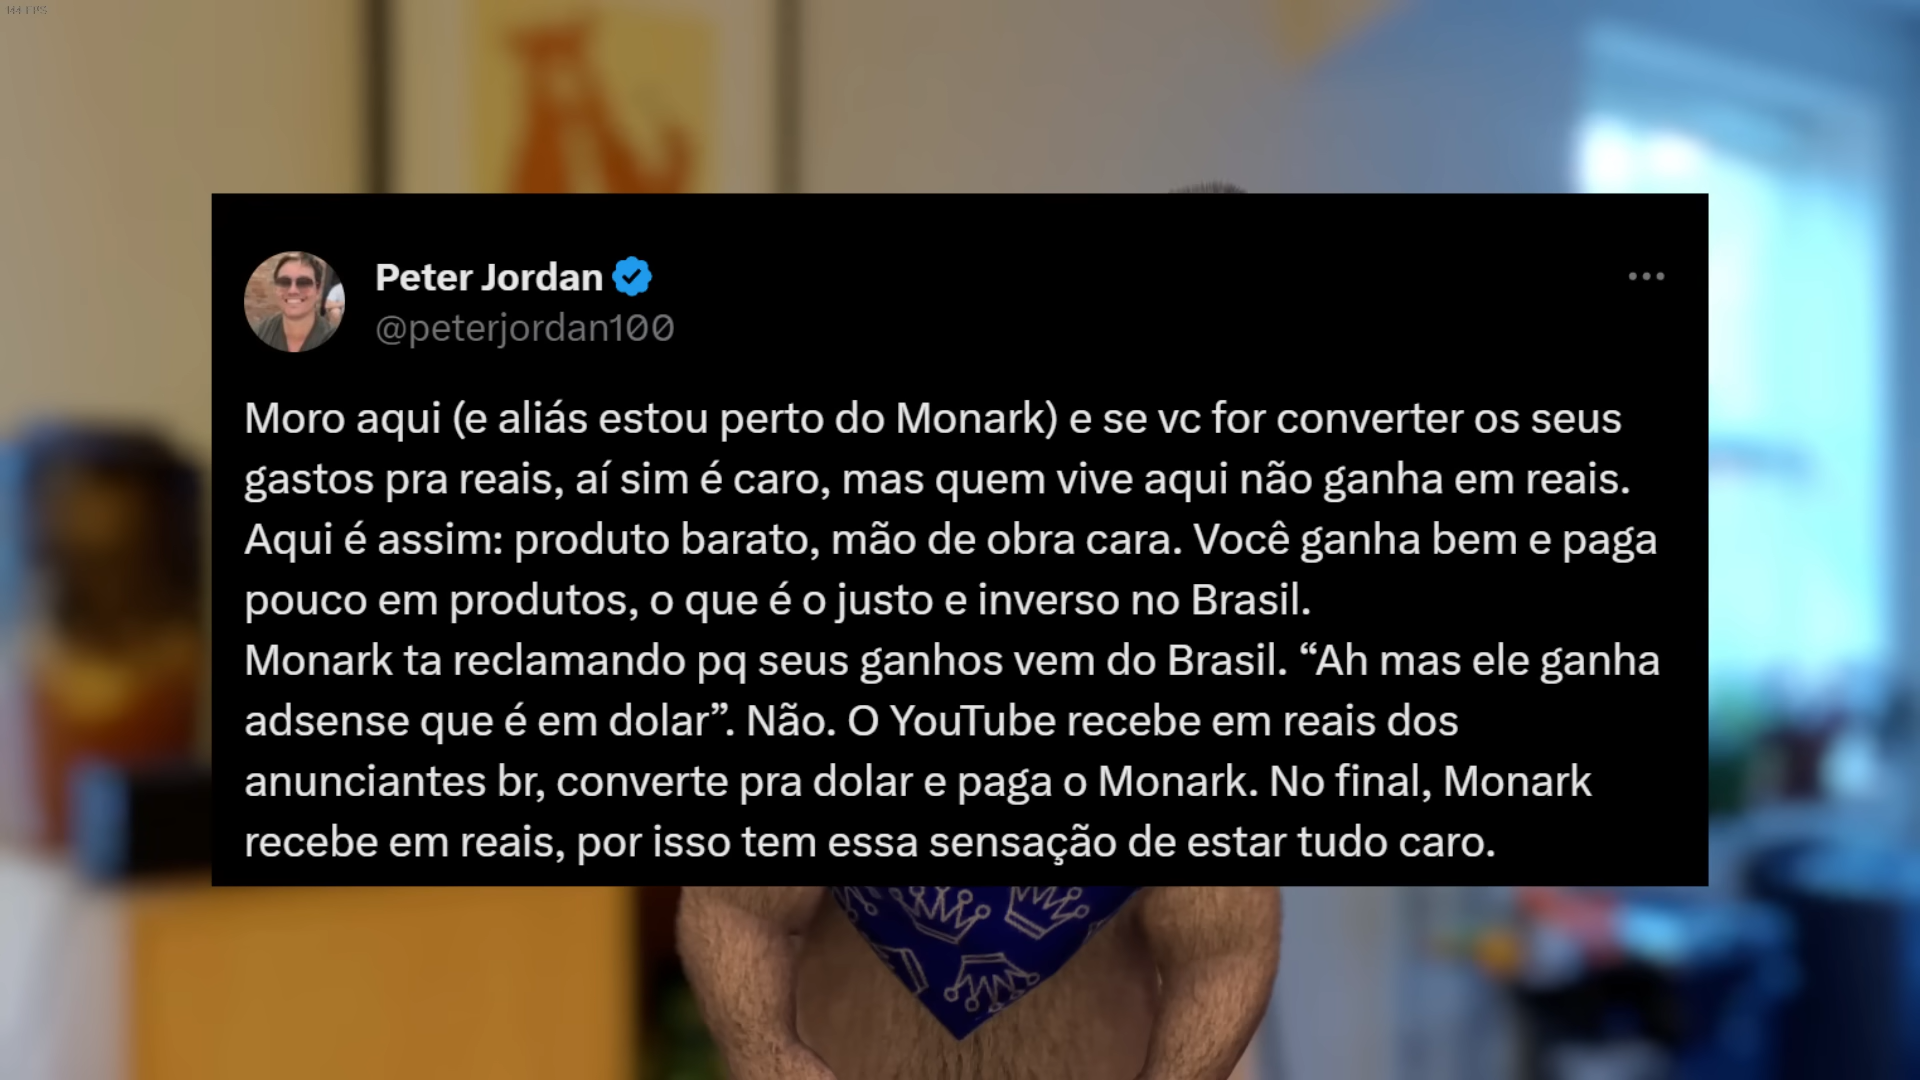 144 FPS
Peter Jordan
@peterjordan100
Moro aqui (e aliás estou perto do Monark) e se vc for converter os seus
gastos pra reais, aí sim é caro, mas quem vive aqui não ganha em reais.
Aqui é assim: produto barato, mão de obra cara. Você ganha bem e paga
pouco em produtos, o que é o justo e inverso no Brasil.
Monark ta reclamando pq seus ganhos vem do Brasil. “Ah mas ele ganha
adsense que é em dolar”. Não. O YouTube recebe em reais dos
anunciantes br, converte pra dolar e paga o Monark. No final, Monark
recebe em reais, por isso tem essa sensação de estar tudo caro.